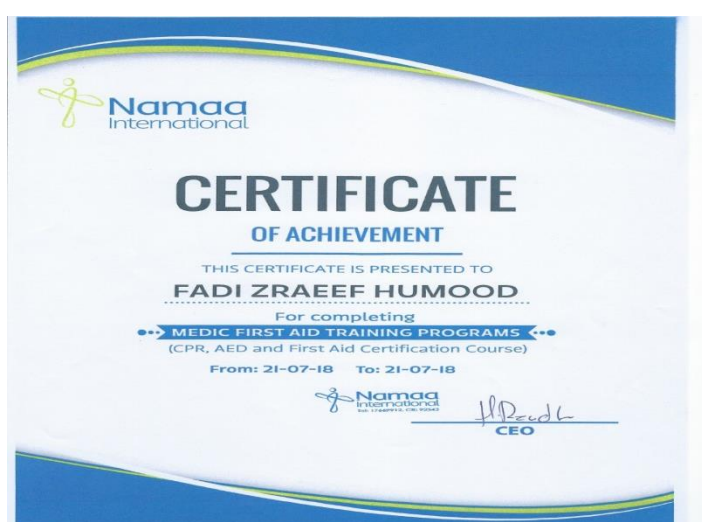 Namaa
International
CERTIFICATE
OF ACHIEVEMENT
THIS CERTIFICATE IS PRESENTED TO
FADI ZRAEEF HUMOOD
For completing
MEDIC FIRST AID TRAINING PROGRAMS
(CPR, AED and First Aid Certification Course)
From: 21-07-18 To: 21-07-18
Namaa
International
CEO